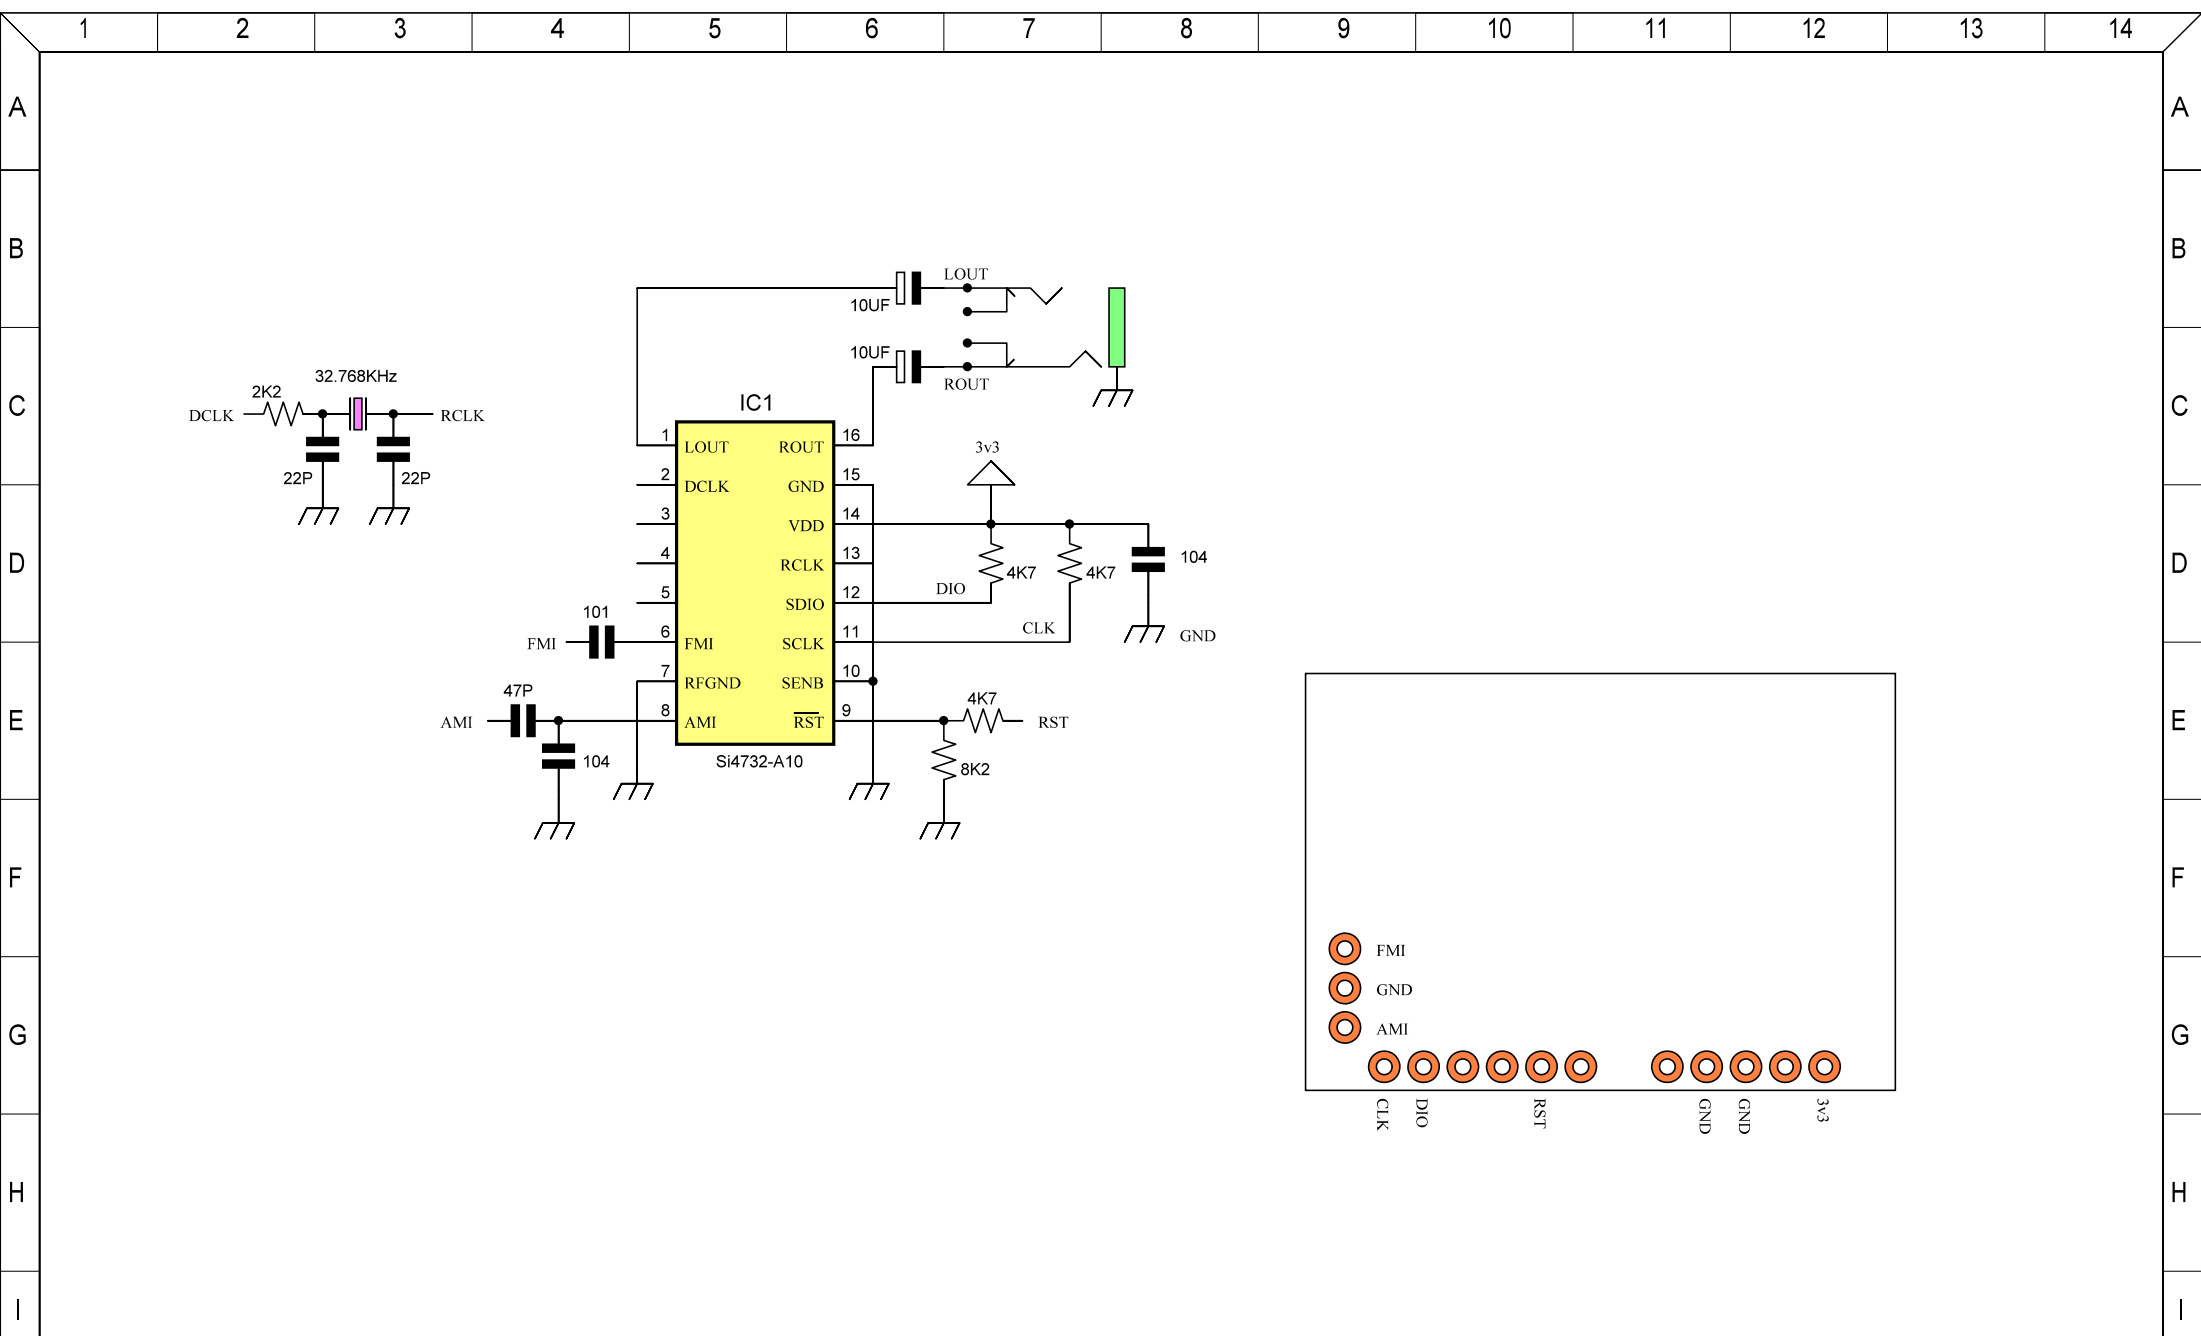 1 2 3 4 5 6 7 8 9 10 11 12 13 14
A A
B B
LOUT
10UF
10UF
ROUT
32.768KHz
2K2
DCLK RCLK
22P 22P
C C
IC1
1 LOUT ROUT 16
2 DCLK GND 15
3 VDD 14
4 RCLK 13
5 SDIO 12
6 FMI SCLK 11
7 RFGND SENB 10
8 AMI RST 9
Si4732-A10
3v3
4K7 4K7 104
DIO
CLK
GND
D D
101
FMI
47P
AMI
104
4K7
RST
8K2
E E
F F
FMI
GND
AMI
G G
CLK DIO RST GND GND 3v3
H H
I I